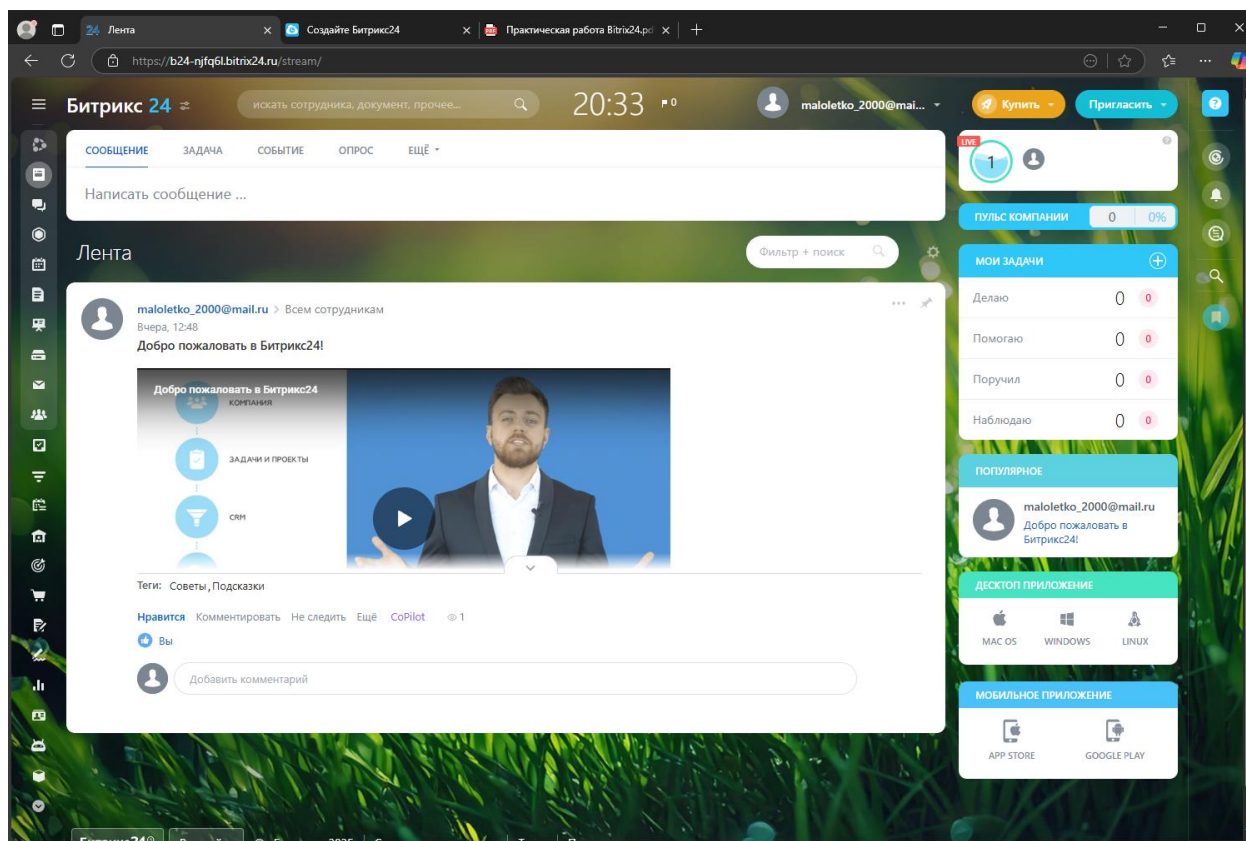 24 Лента
Создайте Битрикс24
Практическая работа Bitrix24.pd
https://b24-njfq6l.bitrix24.ru/stream/
Битрикс 24
искать сотрудника, документ, прочее...
20:33
0
maloletko_2000@mai...
Купить
Пригласить
СООБЩЕНИЕ ЗАДАЧА СОБЫТИЕ ОПРОС ЕЩЁ
Написать сообщение ...
LIVE
1
ПУЛЬС КОМПАНИИ 0 0%
Лента
Фильтр + поиск
МОИ ЗАДАЧИ
Делаю 0 0
Помогаю 0 0
Поручил 0 0
Наблюдаю 0 0
maloletko_2000@mail.ru > Всем сотрудникам
Вчера, 12:48
Добро пожаловать в Битрикс24!
Добро пожаловать в Битрикс24
КОМПАНИЯ
ЗАДАЧИ И ПРОЕКТЫ
CRM
Теги: Советы, Подсказки
Нравится Комментировать Не следить Ещё CoPilot 1
Вы
Добавить комментарий
ПОПУЛЯРНОЕ
maloletko_2000@mail.ru
Добро пожаловать в
Битрикс24!
ДЕСКТОП ПРИЛОЖЕНИЕ
MAC OS WINDOWS LINUX
МОБИЛЬНОЕ ПРИЛОЖЕНИЕ
APP STORE GOOGLE PLAY